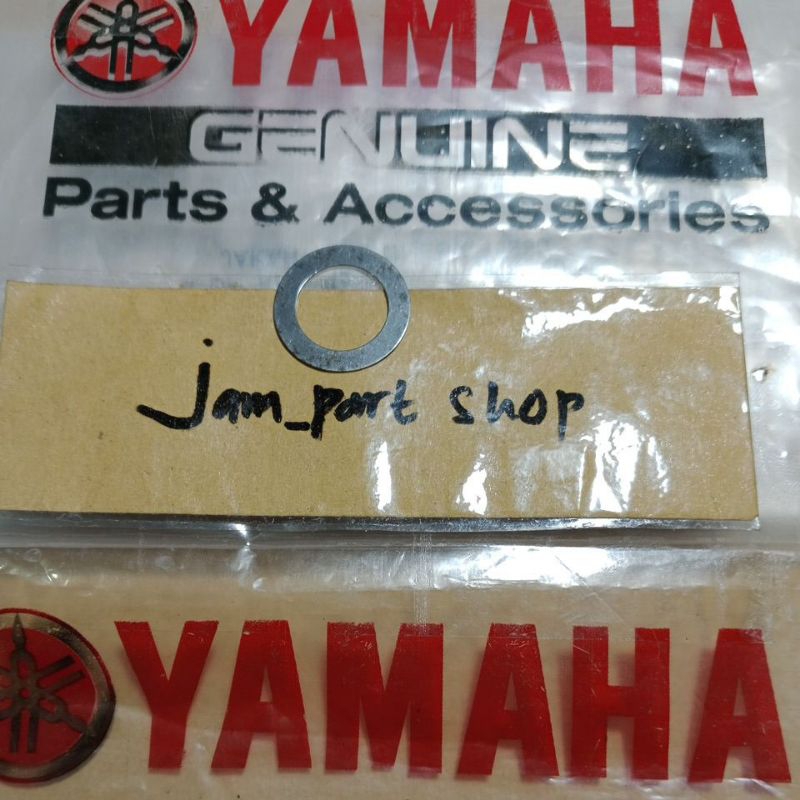 YAMAHA
GENUINE
Parts & Accessories
Jam_part shop
YAMAHA